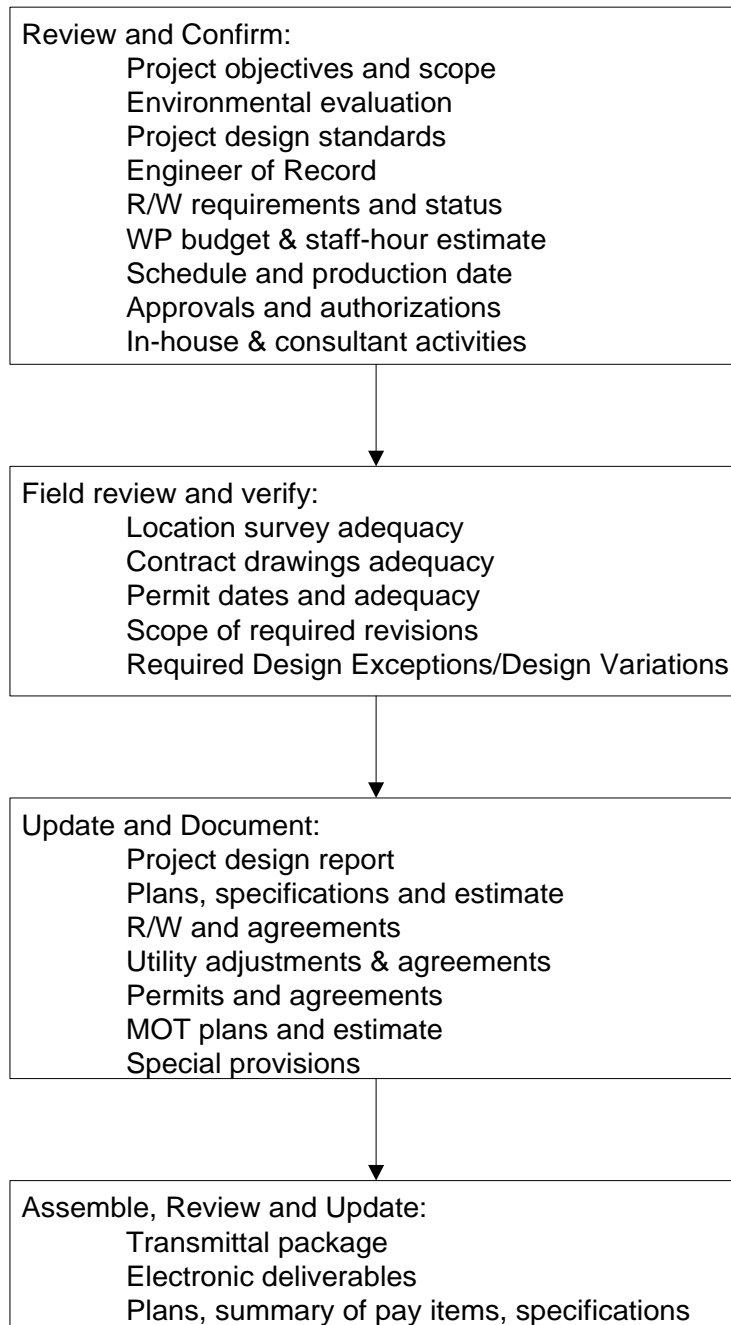 Review and Confirm:
Project objectives and scope
Environmental evaluation
Project design standards
Engineer of Record
R/W requirements and status
WP budget & staff-hour estimate
Schedule and production date
Approvals and authorizations
In-house & consultant activities
Field review and verify:
Location survey adequacy
Contract drawings adequacy
Permit dates and adequacy
Scope of required revisions
Required Design Exceptions/Design Variations
Update and Document:
Project design report
Plans, specifications and estimate
R/W and agreements
Utility adjustments & agreements
Permits and agreements
MOT plans and estimate
Special provisions
Assemble, Review and Update:
Transmittal package
Electronic deliverables
Plans, summary of pay items, specifications